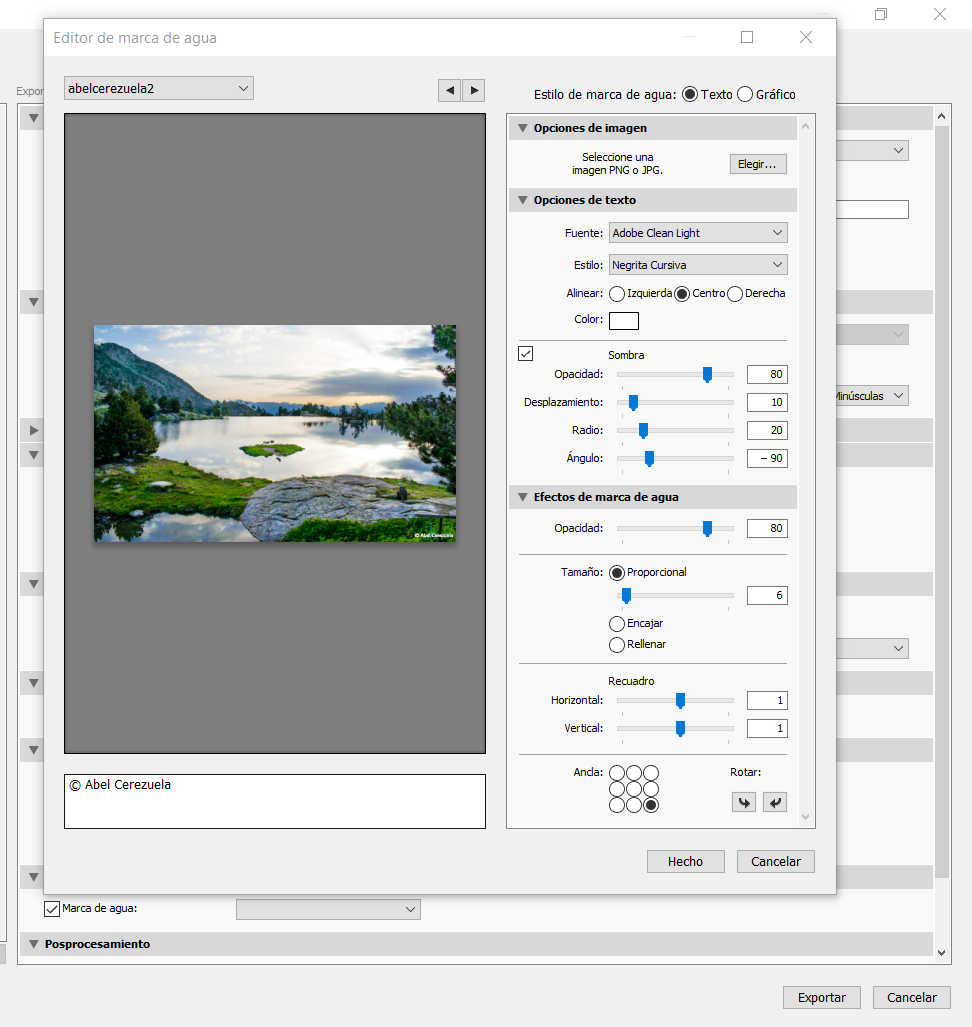 Editor de marca de agua
Expor
abelcerezuela2
Estilo de marca de agua: Texto Gráfico
Opciones de imagen
Seleccione una
imagen PNG o JPG.
Elegir...
Opciones de texto
Fuente: Adobe Clean Light
Estilo: Negrita Cursiva
Alinear: Izquierda Centro Derecha
Color:
Sombra
Opacidad: 80
Desplazamiento: 10
Radio: 20
Ángulo: – 90
Minúsculas
Efectos de marca de agua
Opacidad: 80
Tamaño: Proporcional
6
Encajar
Rellenar
Recuadro
Horizontal: 1
Vertical: 1
Ancla: Rotar:
© Abel Cerezuela
© Abel Cerezuela
Hecho Cancelar
Marca de agua:
Posprocesamiento
Exportar Cancelar